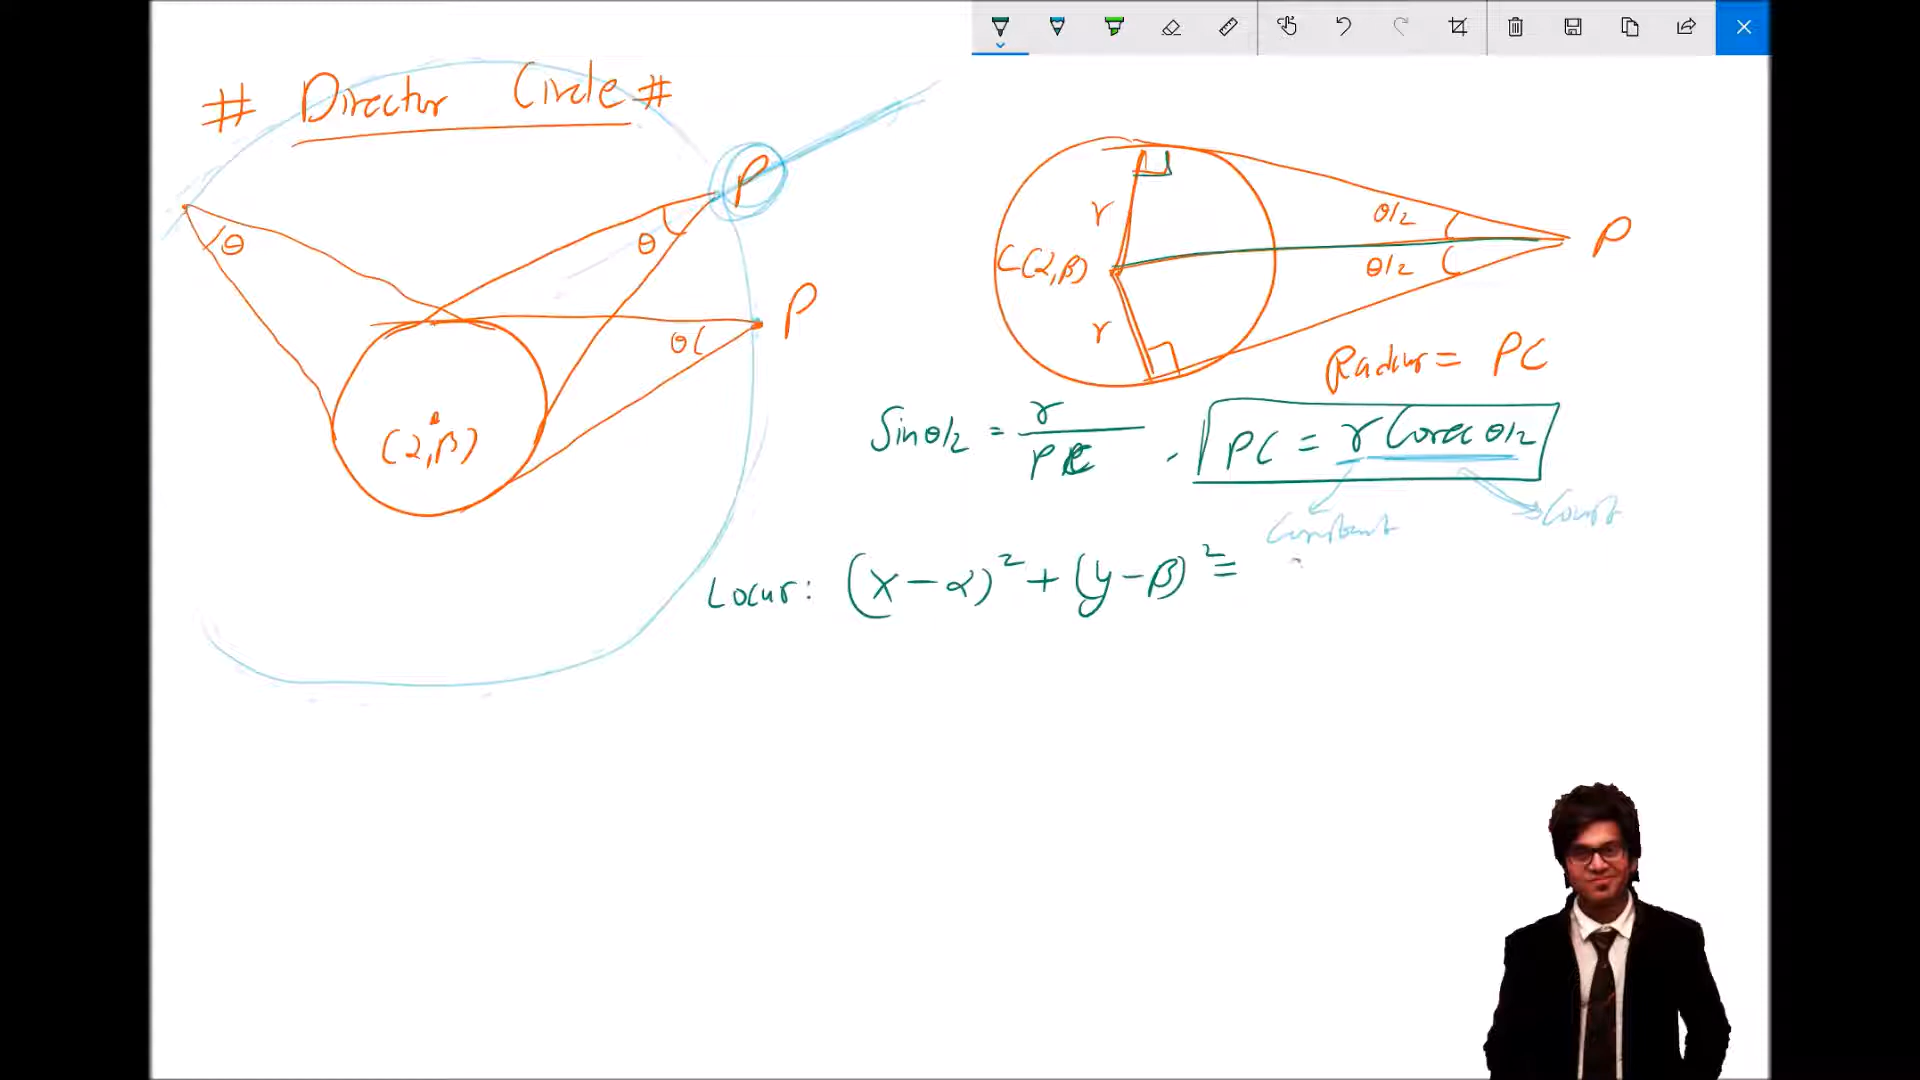 # Director Circle #
P
θ
θ
P
θ
(α,β)
r
θ/2
P
C(α,β)
θ/2
r
Radius = PC
Sinθ/2 = r/PC
PC = r Cosec θ/2
Constant
Const
Locus: (x-α)² + (y-β)² =